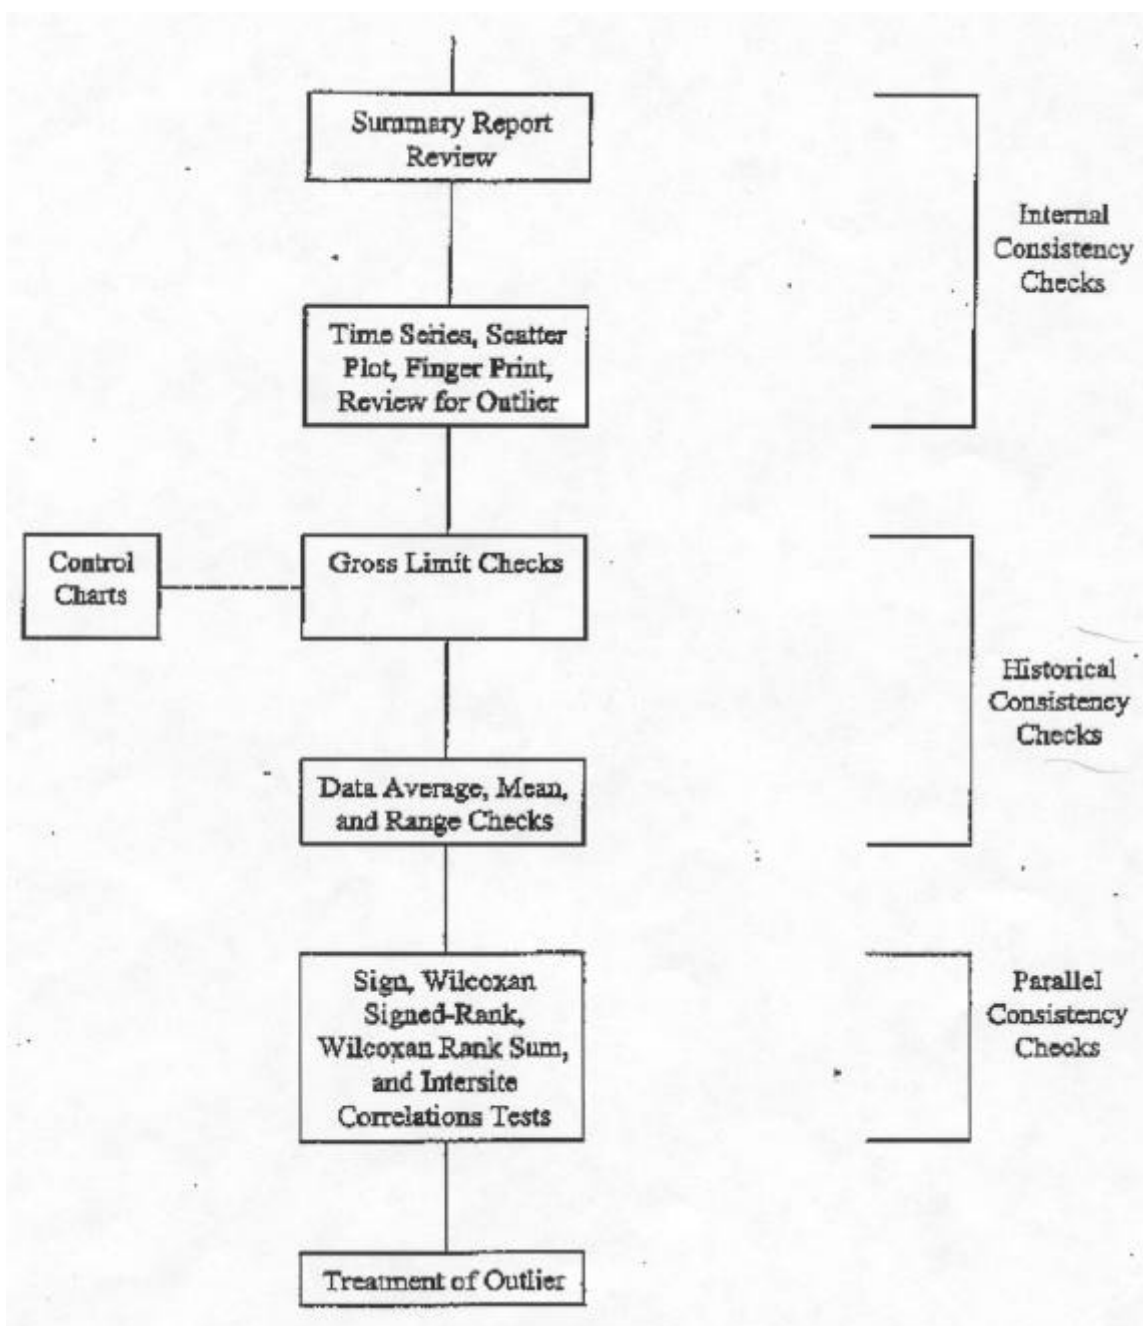 Summary Report
Review
Internal
Consistency
Checks
Time Series, Scatter
Plot, Finger Print,
Review for Outlier
Control
Charts
Gross Limit Checks
Historical
Consistency
Checks
Data Average, Mean,
and Range Checks
Sign, Wilcoxan
Signed-Rank,
Wilcoxan Rank Sum,
and Intersite
Correlations Tests
Parallel
Consistency
Checks
Treatment of Outlier